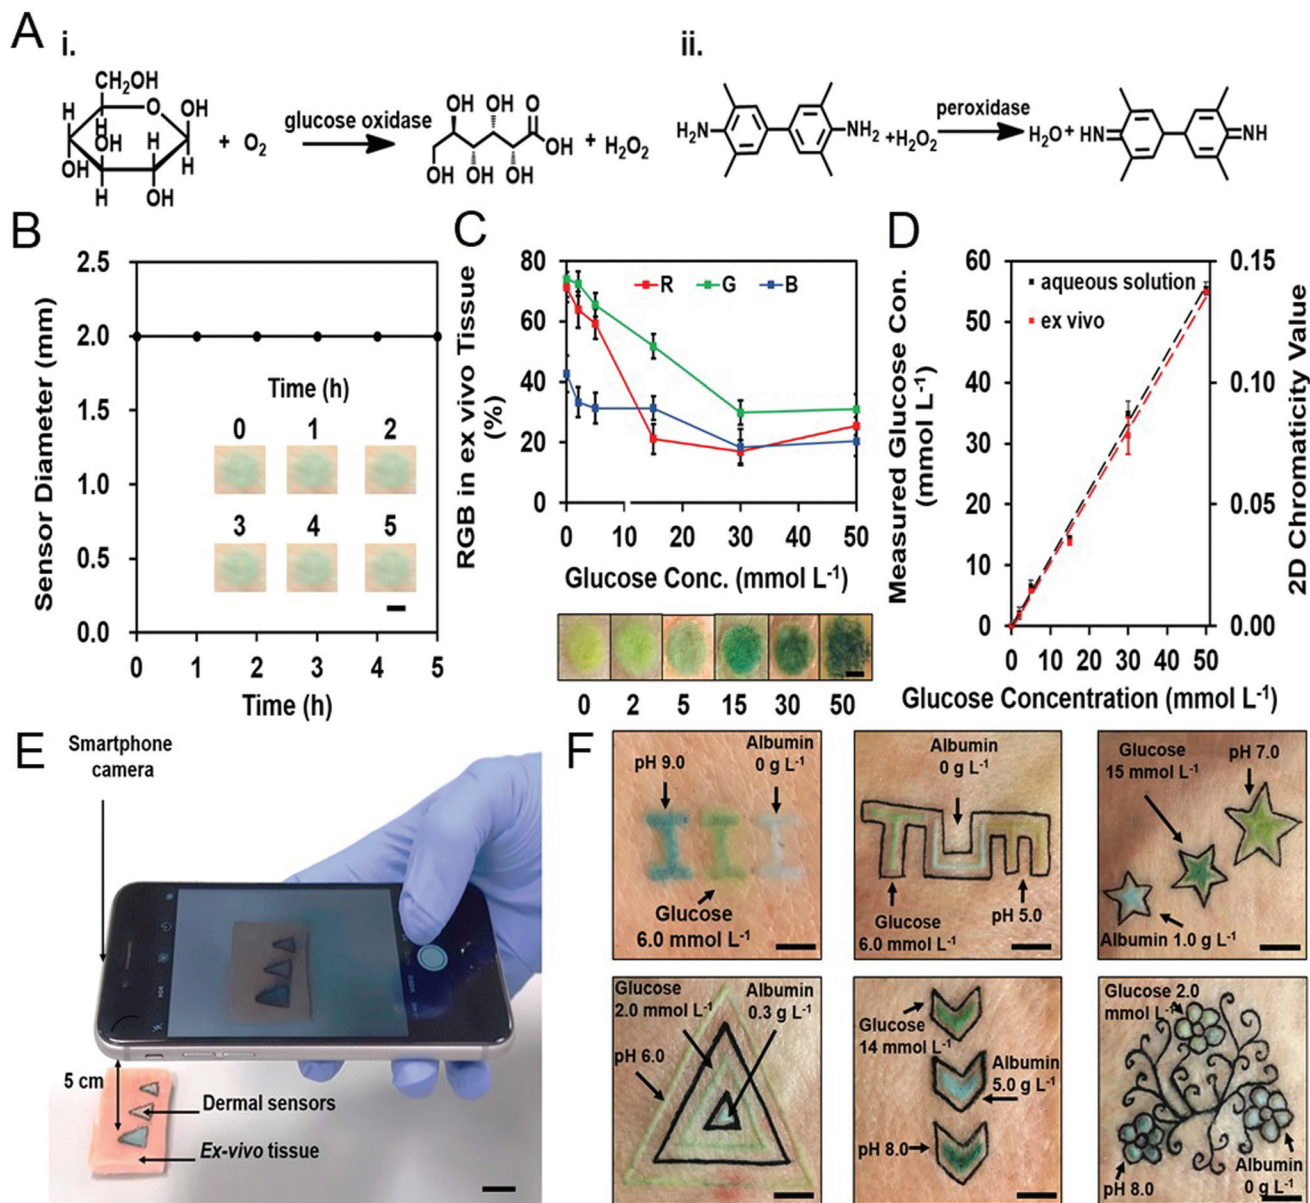 A
i.
ii.
CH₂OH
H
O
OH
H
OH
H
OH
H
H
OH
+ O₂
glucose oxidase
OH OH O
OH
OH OH OH
+ H₂O₂
H₂N
NH₂
+H₂O₂
peroxidase
H₂O+
HN
NH
B
Sensor Diameter (mm)
2.5
2.0
1.5
1.0
0.5
0.0
Time (h)
0 1 2
3 4 5
0 1 2 3 4 5
Time (h)
C
RGB in ex vivo Tissue
(%)
80
60
40
20
0
R G B
0 10 20 30 40 50
Glucose Conc. (mmol L⁻¹)
0 2 5 15 30 50
D
Measured Glucose Con.
(mmol L⁻¹)
60
50
40
30
20
10
0
aqueous solution
ex vivo
0.15
0.10
0.05
0.00
2D Chromaticity Value
0 10 20 30 40 50
Glucose Concentration (mmol L⁻¹)
E
Smartphone
camera
5 cm
Dermal sensors
Ex-vivo tissue
F
pH 9.0
Albumin
0 g L⁻¹
Glucose
6.0 mmol L⁻¹
Albumin
0 g L⁻¹
TUM
Glucose
6.0 mmol L⁻¹
pH 5.0
Glucose
15 mmol L⁻¹
pH 7.0
Albumin 1.0 g L⁻¹
Glucose
2.0 mmol L⁻¹
Albumin
0.3 g L⁻¹
pH 6.0
Glucose
14 mmol L⁻¹
Albumin
5.0 g L⁻¹
pH 8.0
Glucose 2.0
mmol L⁻¹
pH 8.0
Albumin
0 g L⁻¹